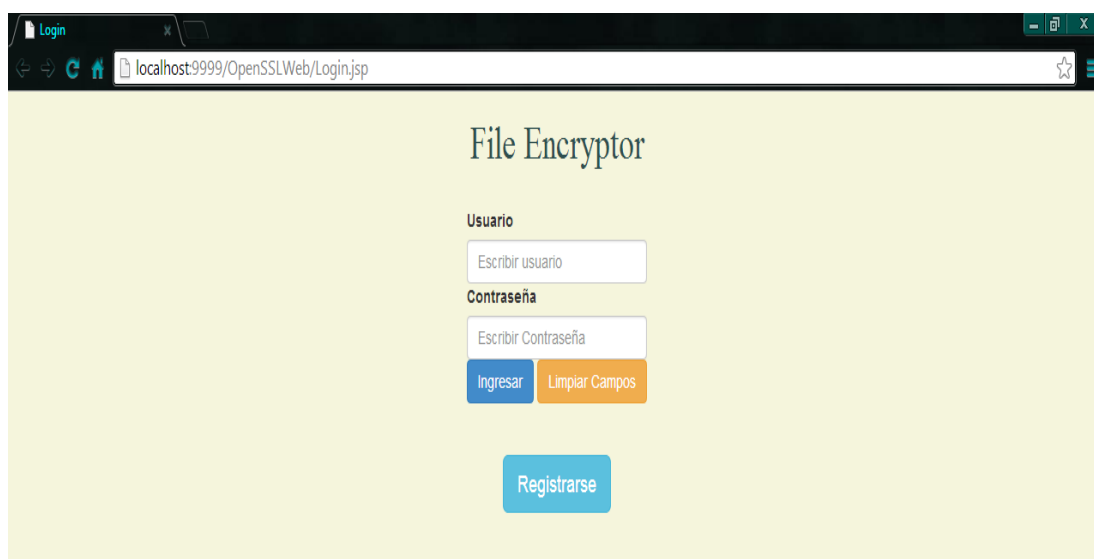 Login
localhost:9999/OpenSSLWeb/Login.jsp
File Encryptor
Usuario
Escribir usuario
Contraseña
Escribir Contraseña
Ingresar Limpiar Campos
Registrarse